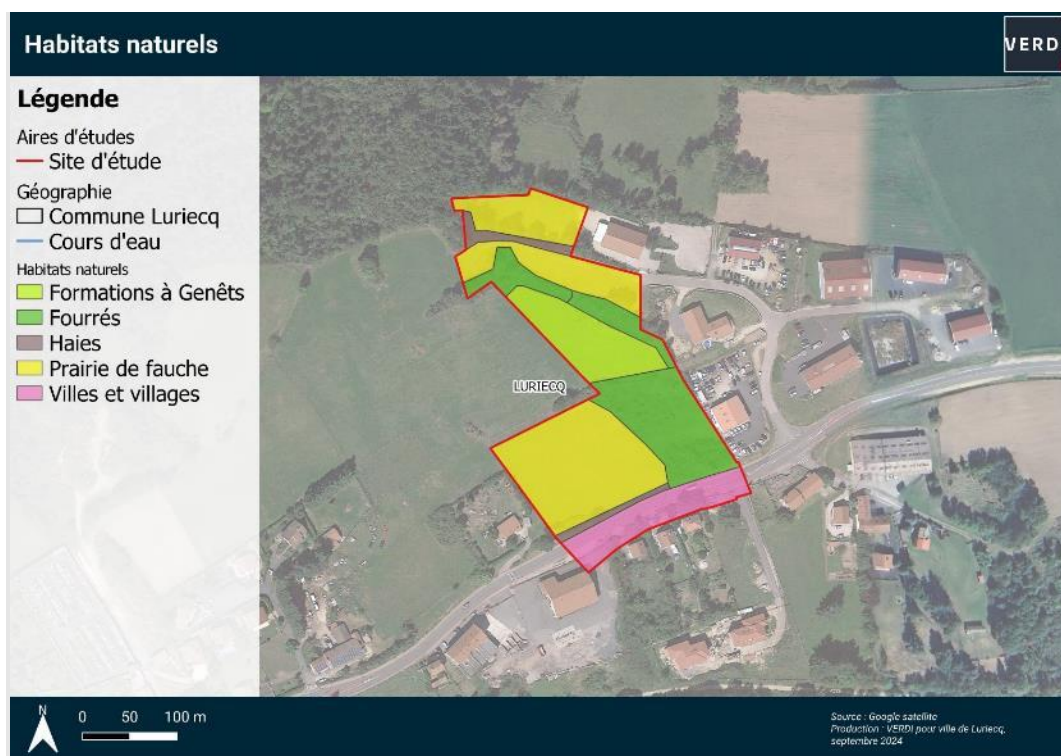 Habitats naturels
VERD
Légende
Aires d'études
Site d'étude
Géographie
Commune Luriecq
Cours d'eau
Habitats naturels
Formations à Genêts
Fourrés
Haies
Prairie de fauche
Villes et villages
LURIECQ
N
0 50 100 m
Source : Google satellite
Production : VERDI pour ville de Luriecq,
septembre 2024